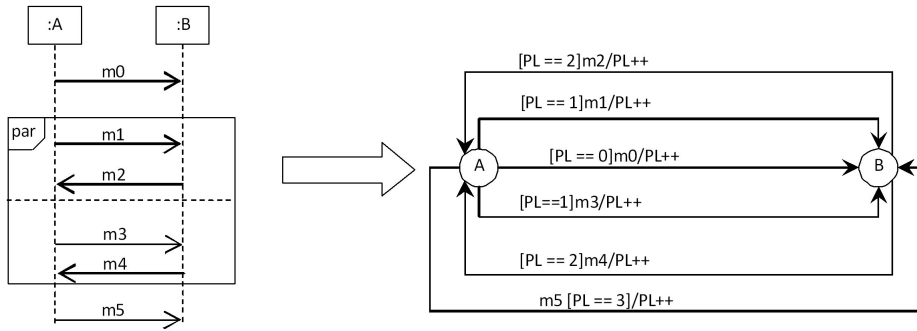 :A
:B
m0
par
m1
m2
m3
m4
m5
[PL == 2]m2/PL++
[PL == 1]m1/PL++
A
[PL == 0]m0/PL++
B
[PL==1]m3/PL++
[PL == 2]m4/PL++
m5 [PL == 3]/PL++